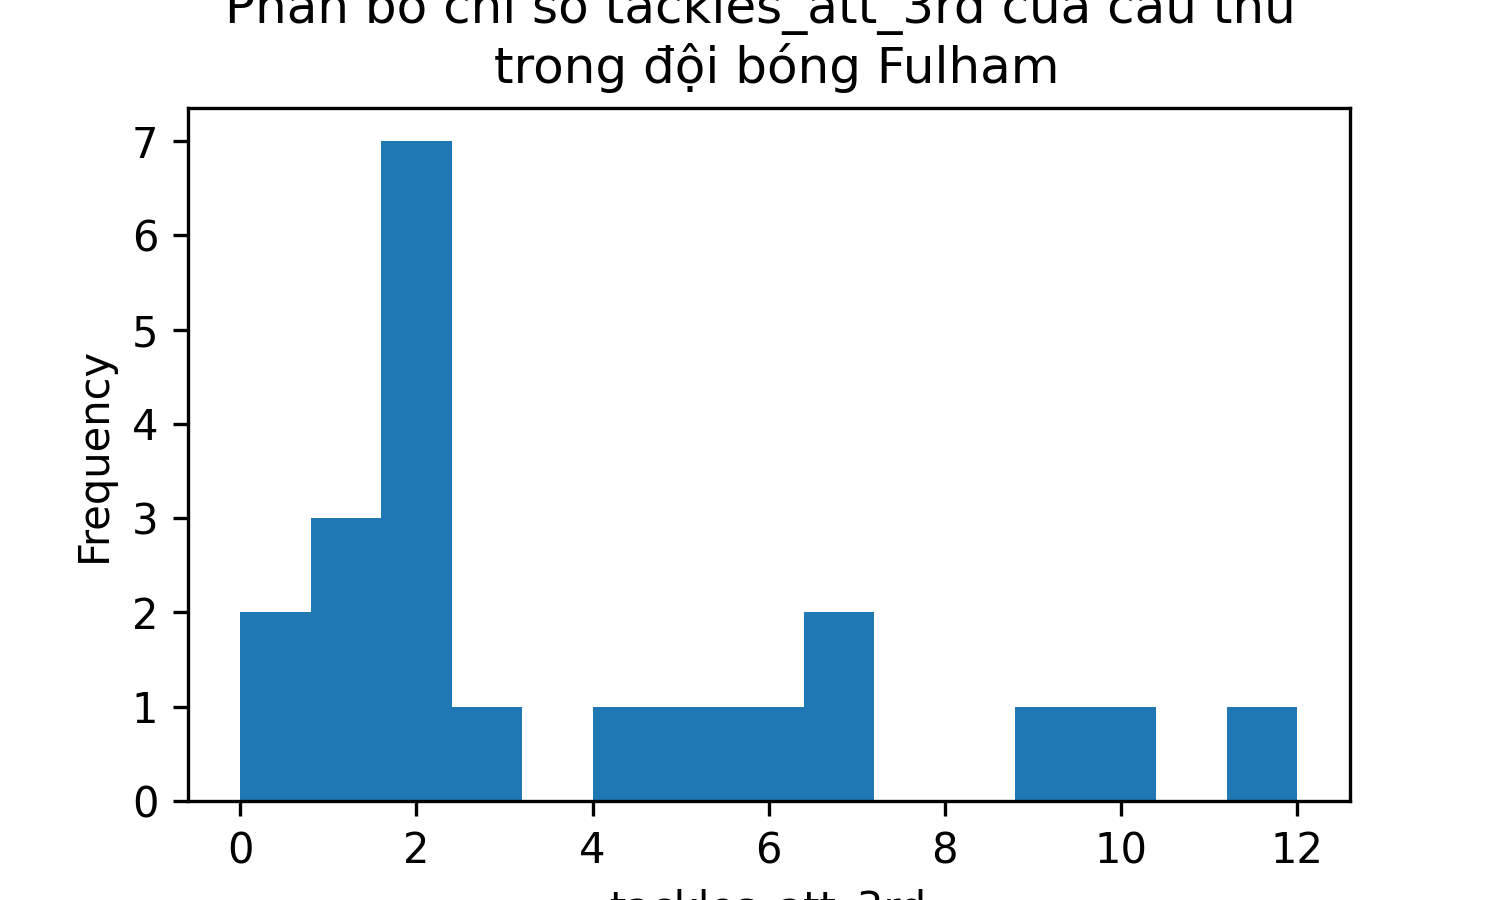 Phân bố chỉ số tackles_att_3rd của cầu thủ
trong đội bóng Fulham
7
6
5
4
3
2
1
0
Frequency
0 2 4 6 8 10 12
tackles_att_3rd